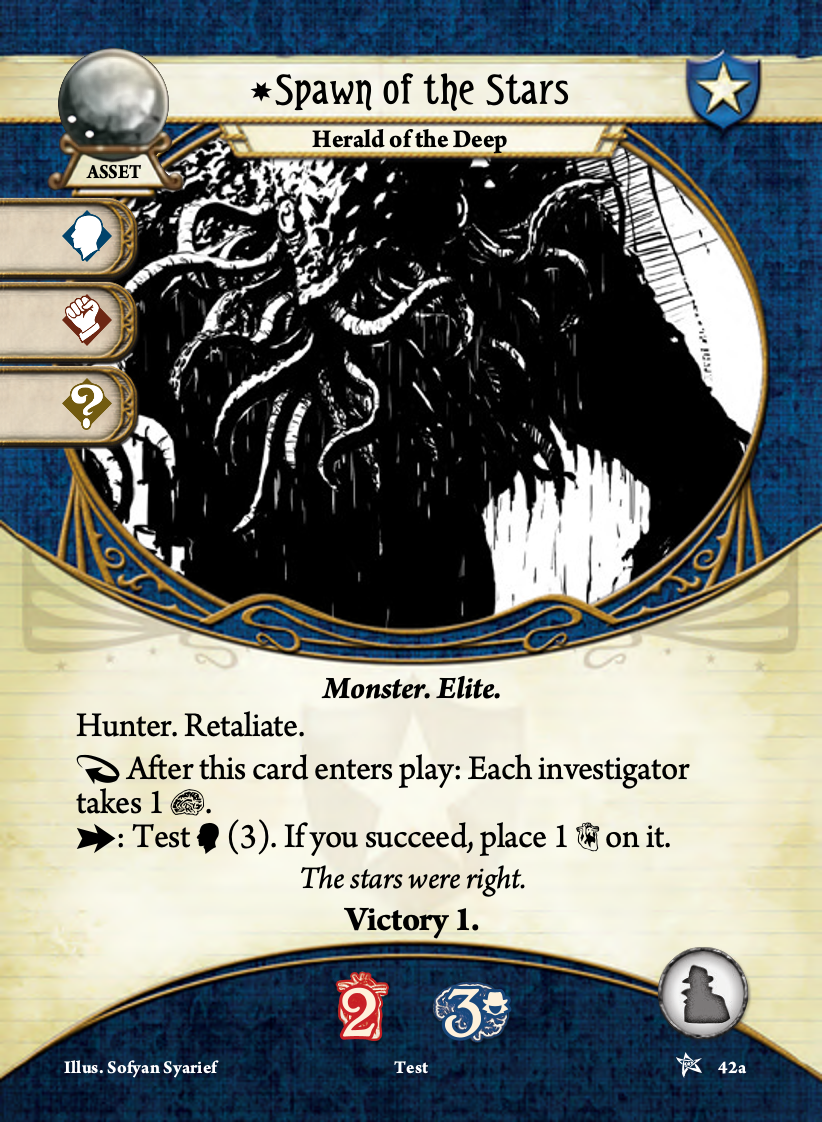 Spawn of the Stars
Herald of the Deep
ASSET
?
Monster. Elite.
Hunter. Retaliate.
After this card enters play: Each investigator
takes 1 .
: Test (3). If you succeed, place 1 on it.
The stars were right.
Victory 1.
2 3
Illus. Sofyan Syarief Test 42a